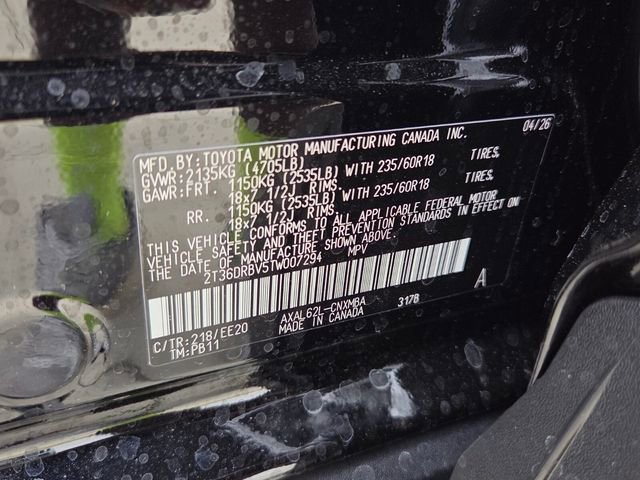 MFD.BY:TOYOTA MOTOR MANUFACTURING CANADA INC. 04/26
GVWR:2135KG (4705LB)
GAWR:FRT. 1150KG (2535LB) WITH 235/60R18 TIRES,
18x7 1/2J RIMS.
RR. 1150KG (2535LB) WITH 235/60R18 TIRES,
18x7 1/2J RIMS.
THIS VEHICLE CONFORMS TO ALL APPLICABLE FEDERAL MOTOR
VEHICLE SAFETY AND THEFT PREVENTION STANDARDS IN EFFECT ON
THE DATE OF MANUFACTURE SHOWN ABOVE.
2T36DRBV5TW007294 MPV
A
C/TR:218/EE20 AXAL62L-CNXMBA 317B
TM:PB11 MADE IN CANADA